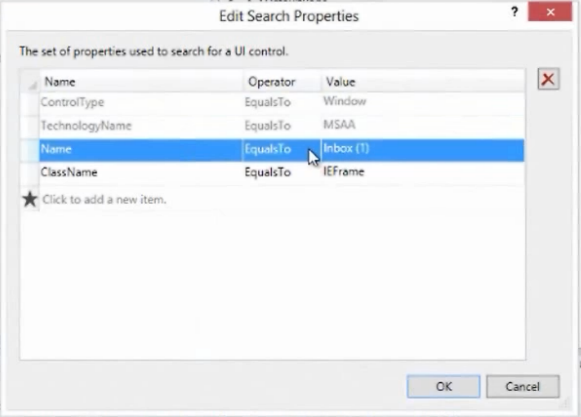 Edit Search Properties
?
The set of properties used to search for a UI control.
Name Operator Value
ControlType EqualsTo Window
TechnologyName EqualsTo MSAA
Name EqualsTo Inbox (1)
ClassName EqualsTo IEFrame
Click to add a new item.
OK Cancel